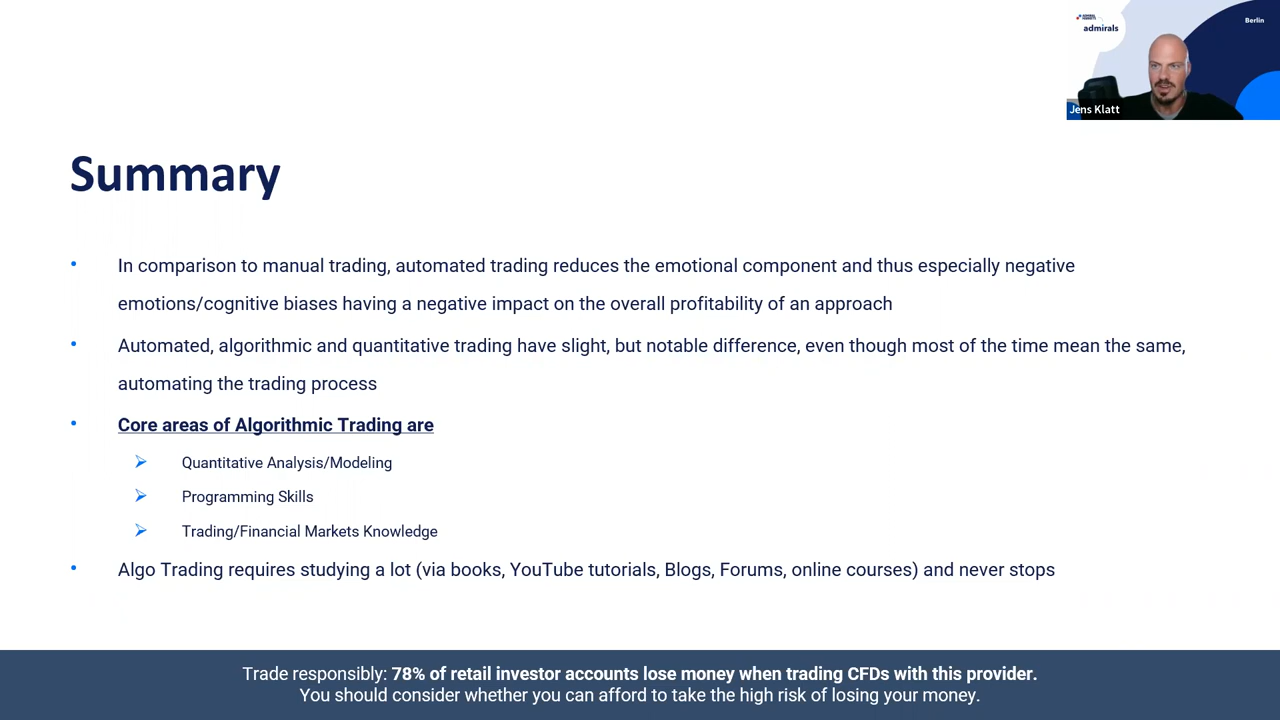 admirals
Berlin
Jens Klatt
Summary
• In comparison to manual trading, automated trading reduces the emotional component and thus especially negative
emotions/cognitive biases having a negative impact on the overall profitability of an approach
• Automated, algorithmic and quantitative trading have slight, but notable difference, even though most of the time mean the same,
automating the trading process
• Core areas of Algorithmic Trading are
➢ Quantitative Analysis/Modeling
➢ Programming Skills
➢ Trading/Financial Markets Knowledge
• Algo Trading requires studying a lot (via books, YouTube tutorials, Blogs, Forums, online courses) and never stops
Trade responsibly: 78% of retail investor accounts lose money when trading CFDs with this provider.
You should consider whether you can afford to take the high risk of losing your money.